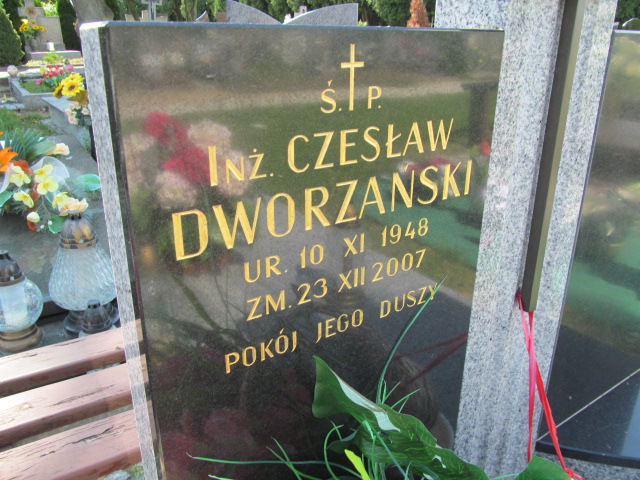 Ś. P.
Inż. CZESŁAW
DWORZAŃSKI
UR. 10 XI 1948
ZM. 23 XII 2007
POKÓJ JEGO DUSZY